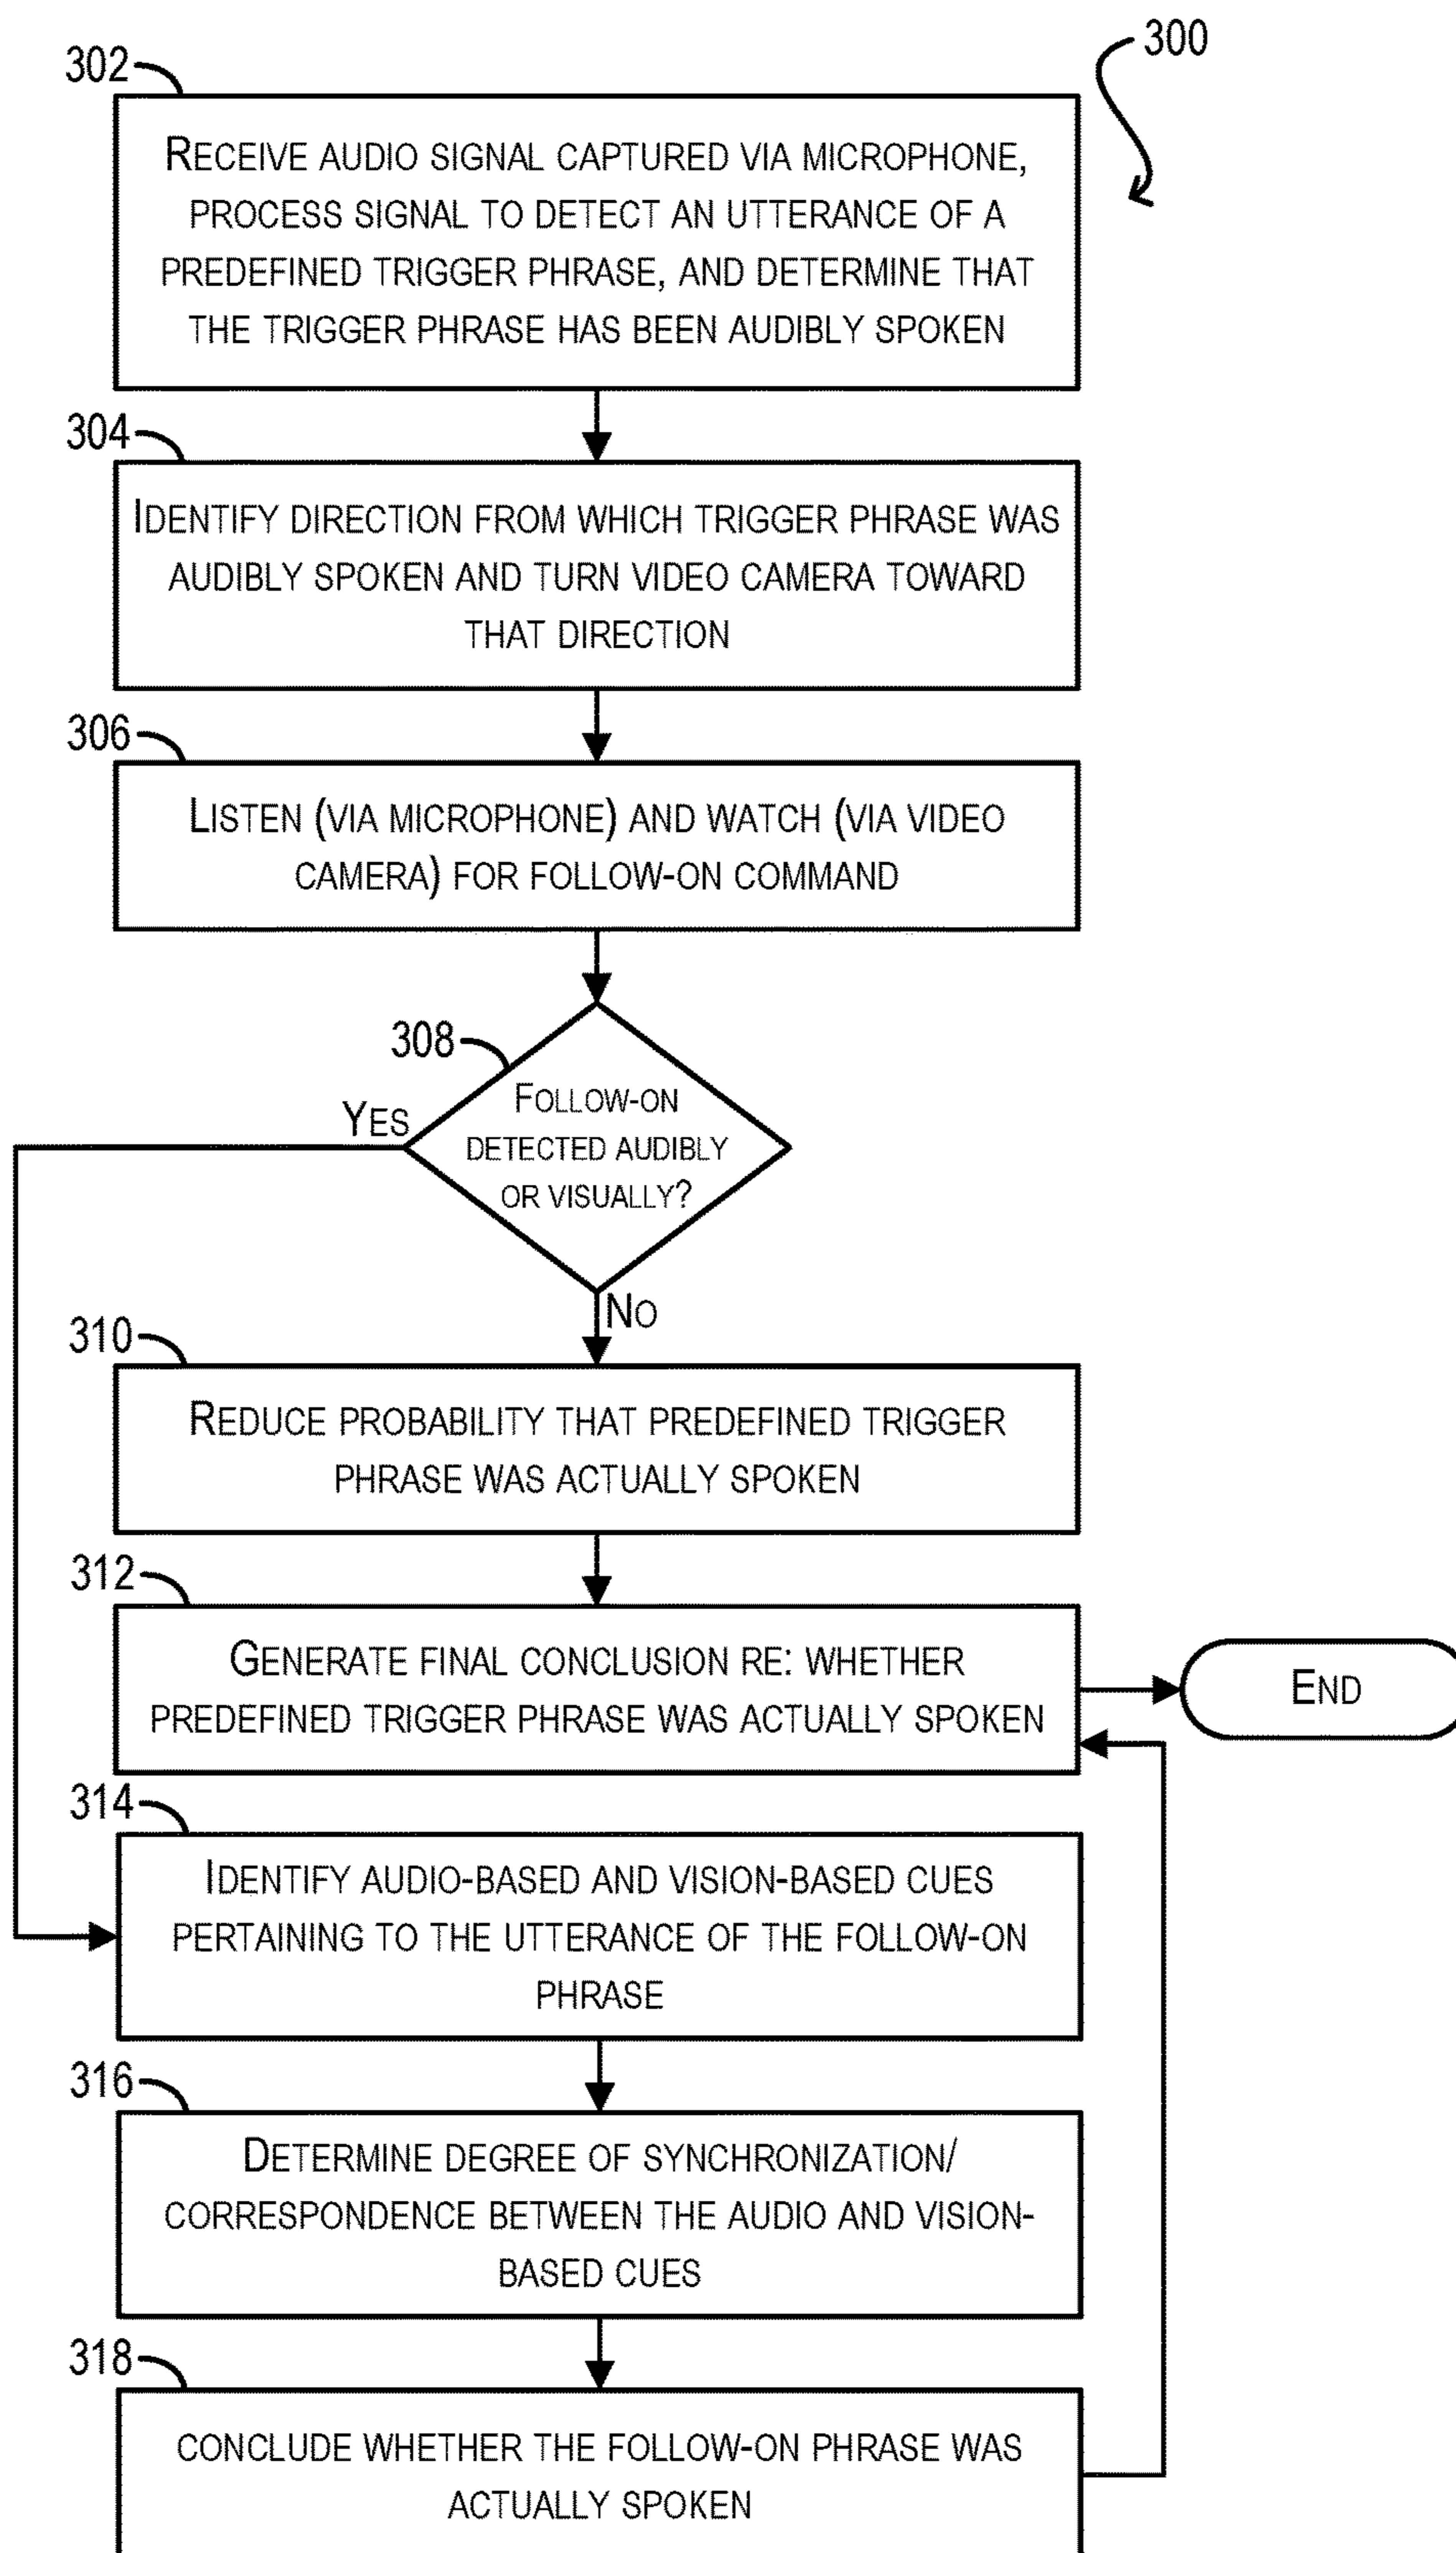 300
302
RECEIVE AUDIO SIGNAL CAPTURED VIA MICROPHONE,
PROCESS SIGNAL TO DETECT AN UTTERANCE OF A
PREDEFINED TRIGGER PHRASE, AND DETERMINE THAT
THE TRIGGER PHRASE HAS BEEN AUDIBLY SPOKEN
304
IDENTIFY DIRECTION FROM WHICH TRIGGER PHRASE WAS
AUDIBLY SPOKEN AND TURN VIDEO CAMERA TOWARD
THAT DIRECTION
306
LISTEN (VIA MICROPHONE) AND WATCH (VIA VIDEO
CAMERA) FOR FOLLOW-ON COMMAND
308
FOLLOW-ON
DETECTED AUDIBLY
OR VISUALLY?
YES
NO
310
REDUCE PROBABILITY THAT PREDEFINED TRIGGER
PHRASE WAS ACTUALLY SPOKEN
312
GENERATE FINAL CONCLUSION RE: WHETHER
PREDEFINED TRIGGER PHRASE WAS ACTUALLY SPOKEN
END
314
IDENTIFY AUDIO-BASED AND VISION-BASED CUES
PERTAINING TO THE UTTERANCE OF THE FOLLOW-ON
PHRASE
316
DETERMINE DEGREE OF SYNCHRONIZATION/
CORRESPONDENCE BETWEEN THE AUDIO AND VISION-
BASED CUES
318
CONCLUDE WHETHER THE FOLLOW-ON PHRASE WAS
ACTUALLY SPOKEN